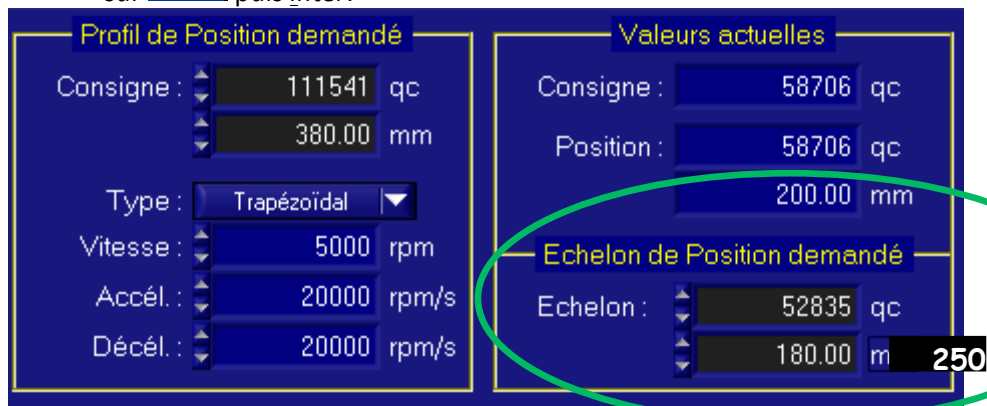 Profil de Position demandé
Consigne : 111541 qc
380.00 mm
Type : Trapézoïdal
Vitesse : 5000 rpm
Accél. : 20000 rpm/s
Décél. : 20000 rpm/s
Valeurs actuelles
Consigne : 58706 qc
Position : 58706 qc
200.00 mm
Echelon de Position demandé
Echelon : 52835 qc
180.00 m 250